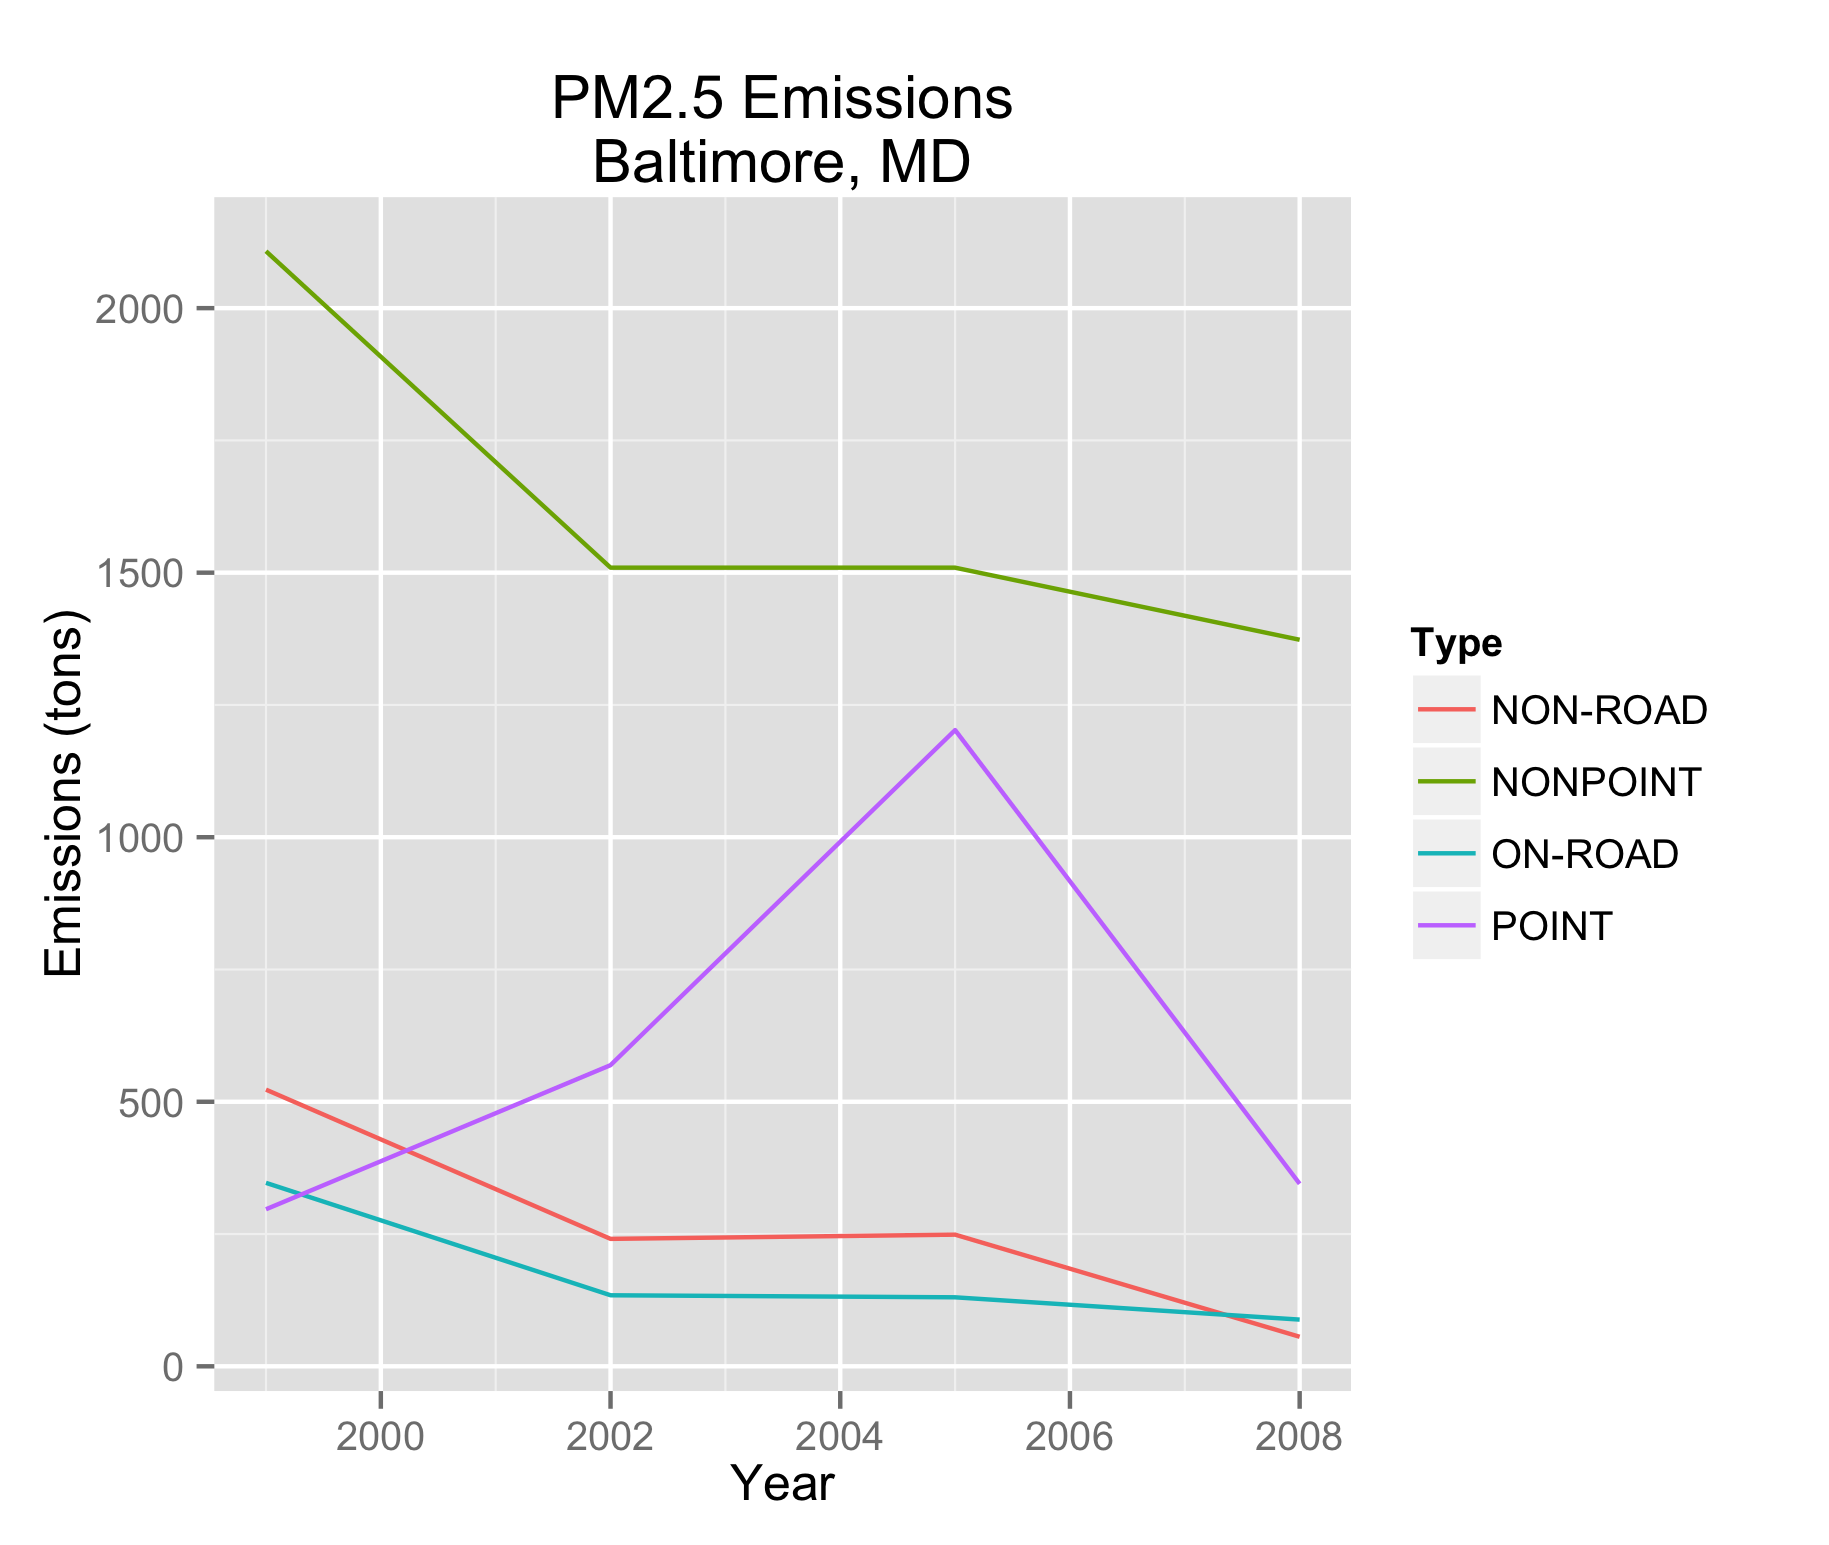 PM2.5 Emissions
Baltimore, MD
Emissions (tons)
2000
1500
1000
500
0
2000 2002 2004 2006 2008
Year
Type
NON-ROAD
NONPOINT
ON-ROAD
POINT